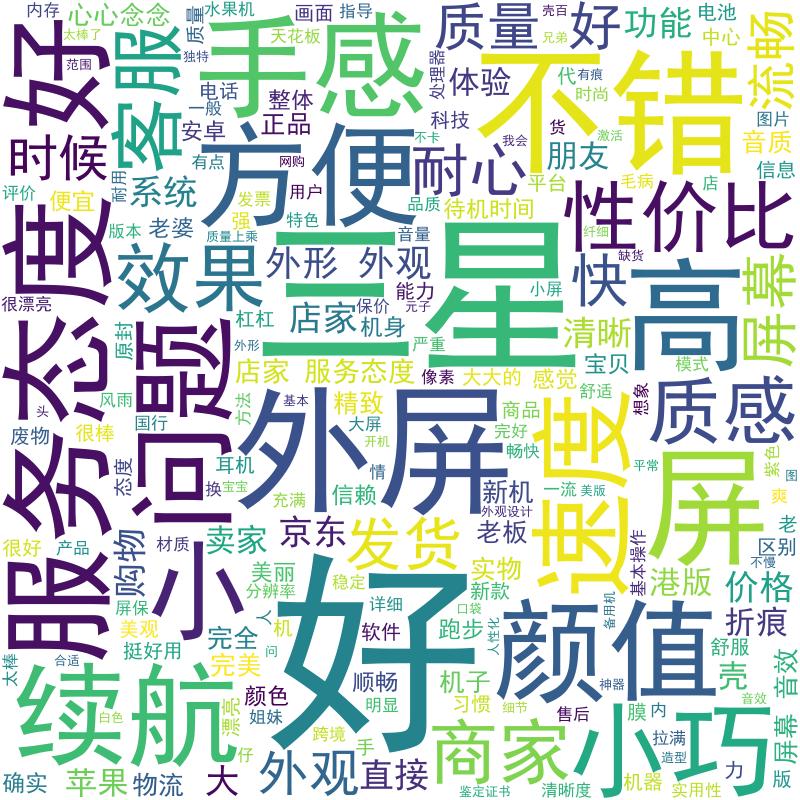 内存
心心念念
质量
水果机
画面
指导
壳百
质量
好
功能
电池
太棒了
独特
天花板
兄弟
中心
流畅
好
范围
客服
手感
处理器
体验
代
有痕
时尚
不错
电话
整体
一般
安卓
正品
科技
货
激活
图片
时候
有点
网购
方便
不卡
我会
朋友
音质
耐心
平台
毛病
店
信息
评价
便宜
耐用
系统
发票
用户
强
品质
待机时间
性价比
版本
老婆
特色
质量上乘
音量
纤细
三星
缺货
服务态度
效果
外形
外观
快
高
屏幕
很漂亮
能力
小屏
保价
元子
原封
杠杠
店家
机身
严重
清晰
外形
宝贝
模式
问题
店家
服务态度
像素
大大的
感觉
舒适
想象
质感
头
风雨
国行
方法
基本
精致
商品
废物
很棒
大屏
完好
外屏
速度
开机
畅快
态度
耳机
情
平常
紫色
图
换
宝宝
充满
信赖
新机
一流
美版
屏
爽
外观设计
很好
产品
材质
购物
卖家
京东
发货
老板
老
区别
基本操作
不慢
小
美丽
实物
分辨率
稳定
新款
港版
价格
屏保
详细
口袋
好
颜值
美观
人
机
完全
软件
跑步
人性化
备用机
折痕
太棒
合适
挺好用
问
完美
顺畅
机子
神器
舒服
续航
颜色
明显
习惯
壳
音效
白色
漂亮
姐妹
跨境
细节
售后
膜
内
音效
商家
小巧
仔
手
拉满
屏幕
造型
确实
苹果
物流
大
外观
直接
鉴定证书
清晰度
机器
实用性
力
版